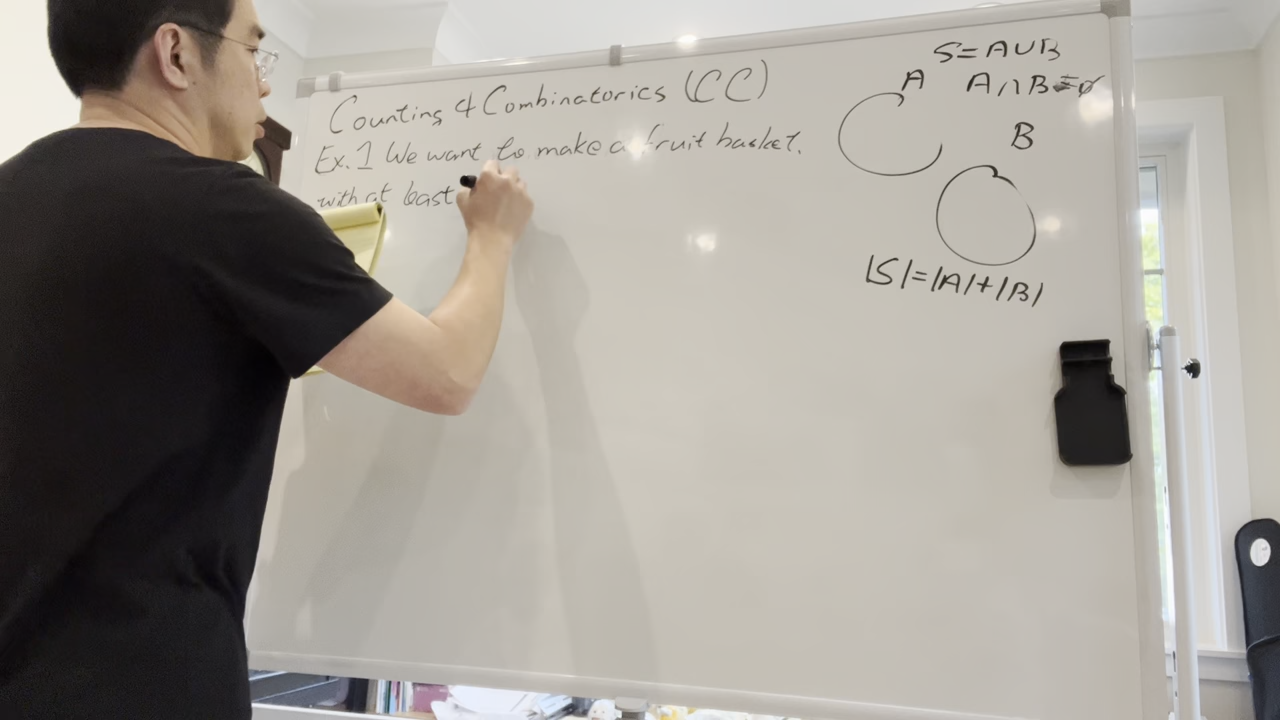 Counting & Combinatorics (CC)
Ex. 1 We want to make a fruit basket.
with at least
S = A ∪ B
A A ∩ B = ∅
B
|S| = |A| + |B|